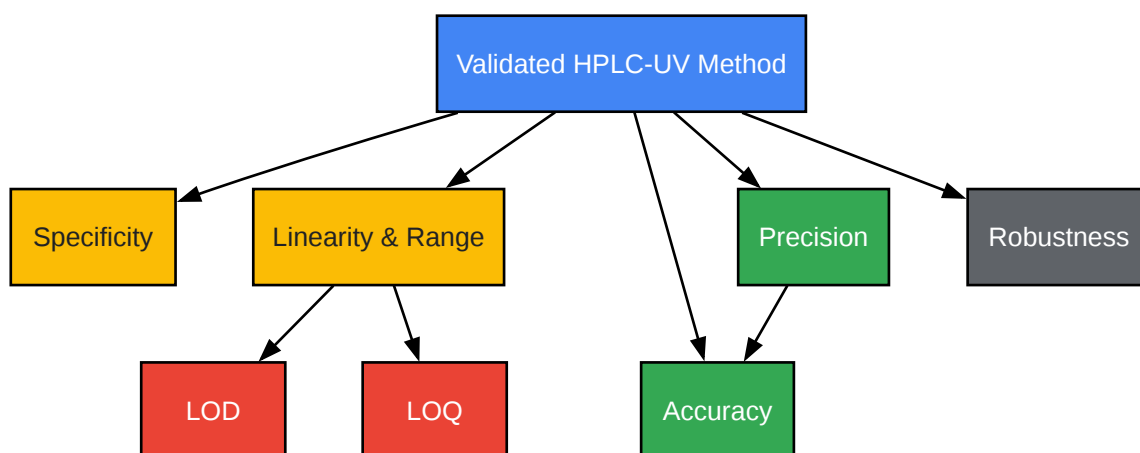 Validated HPLC-UV Method
Specificity
Linearity & Range
Precision
Robustness
LOD
LOQ
Accuracy